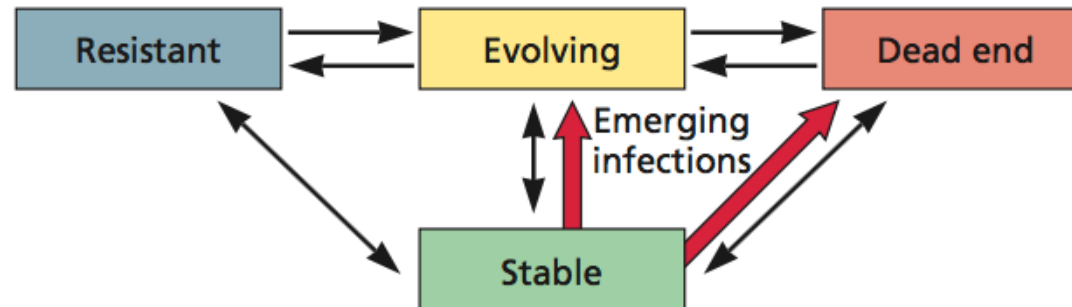 Resistant
Evolving
Dead end
Emerging
infections
Stable